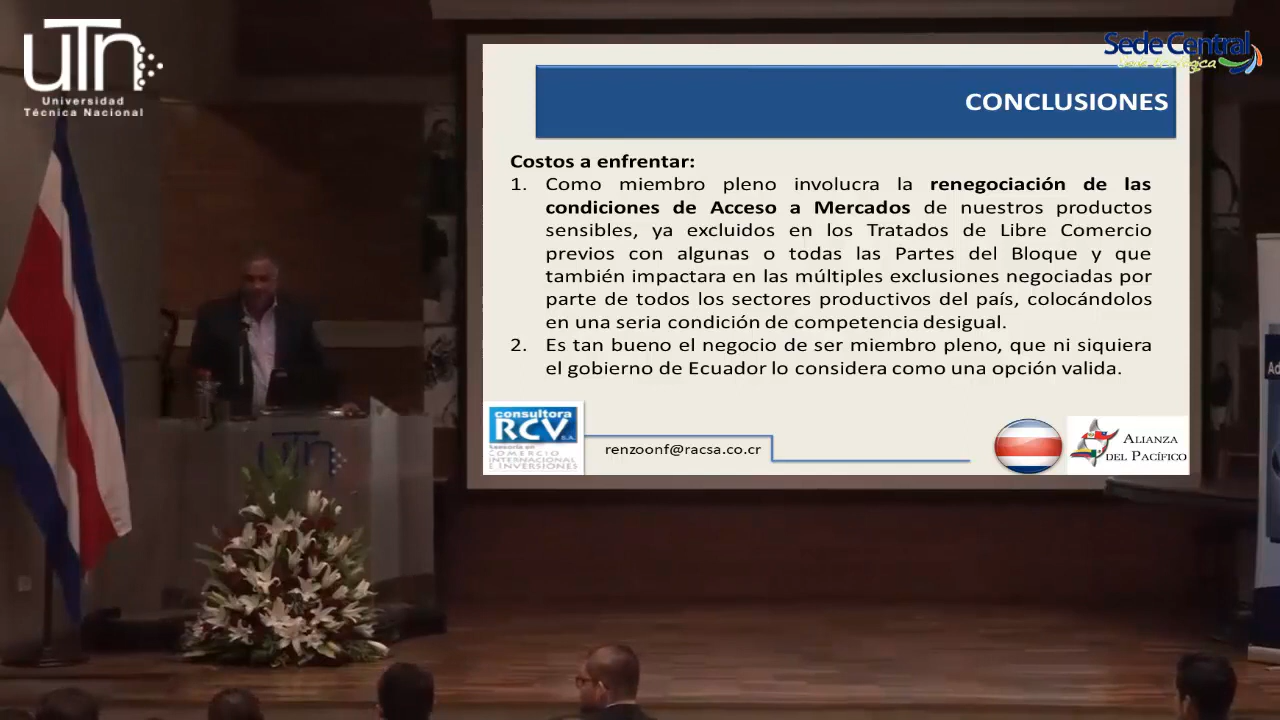 UTN
Universidad
Técnica Nacional
Sede Central
CONCLUSIONES
Costos a enfrentar:
1. Como miembro pleno involucra la renegociación de las
condiciones de Acceso a Mercados de nuestros productos
sensibles, ya excluidos en los Tratados de Libre Comercio
previos con algunas o todas las Partes del Bloque y que
también impactara en las múltiples exclusiones negociadas por
parte de todos los sectores productivos del país, colocándolos
en una seria condición de competencia desigual.
2. Es tan bueno el negocio de ser miembro pleno, que ni siquiera
el gobierno de Ecuador lo considera como una opción valida.
consultora
RCV
S.A.
Asesoría en
COMERCIO
INTERNACIONAL
E INVERSIONES
renzoonf@racsa.co.cr
ALIANZA
DEL PACÍFICO
UTN
Ad